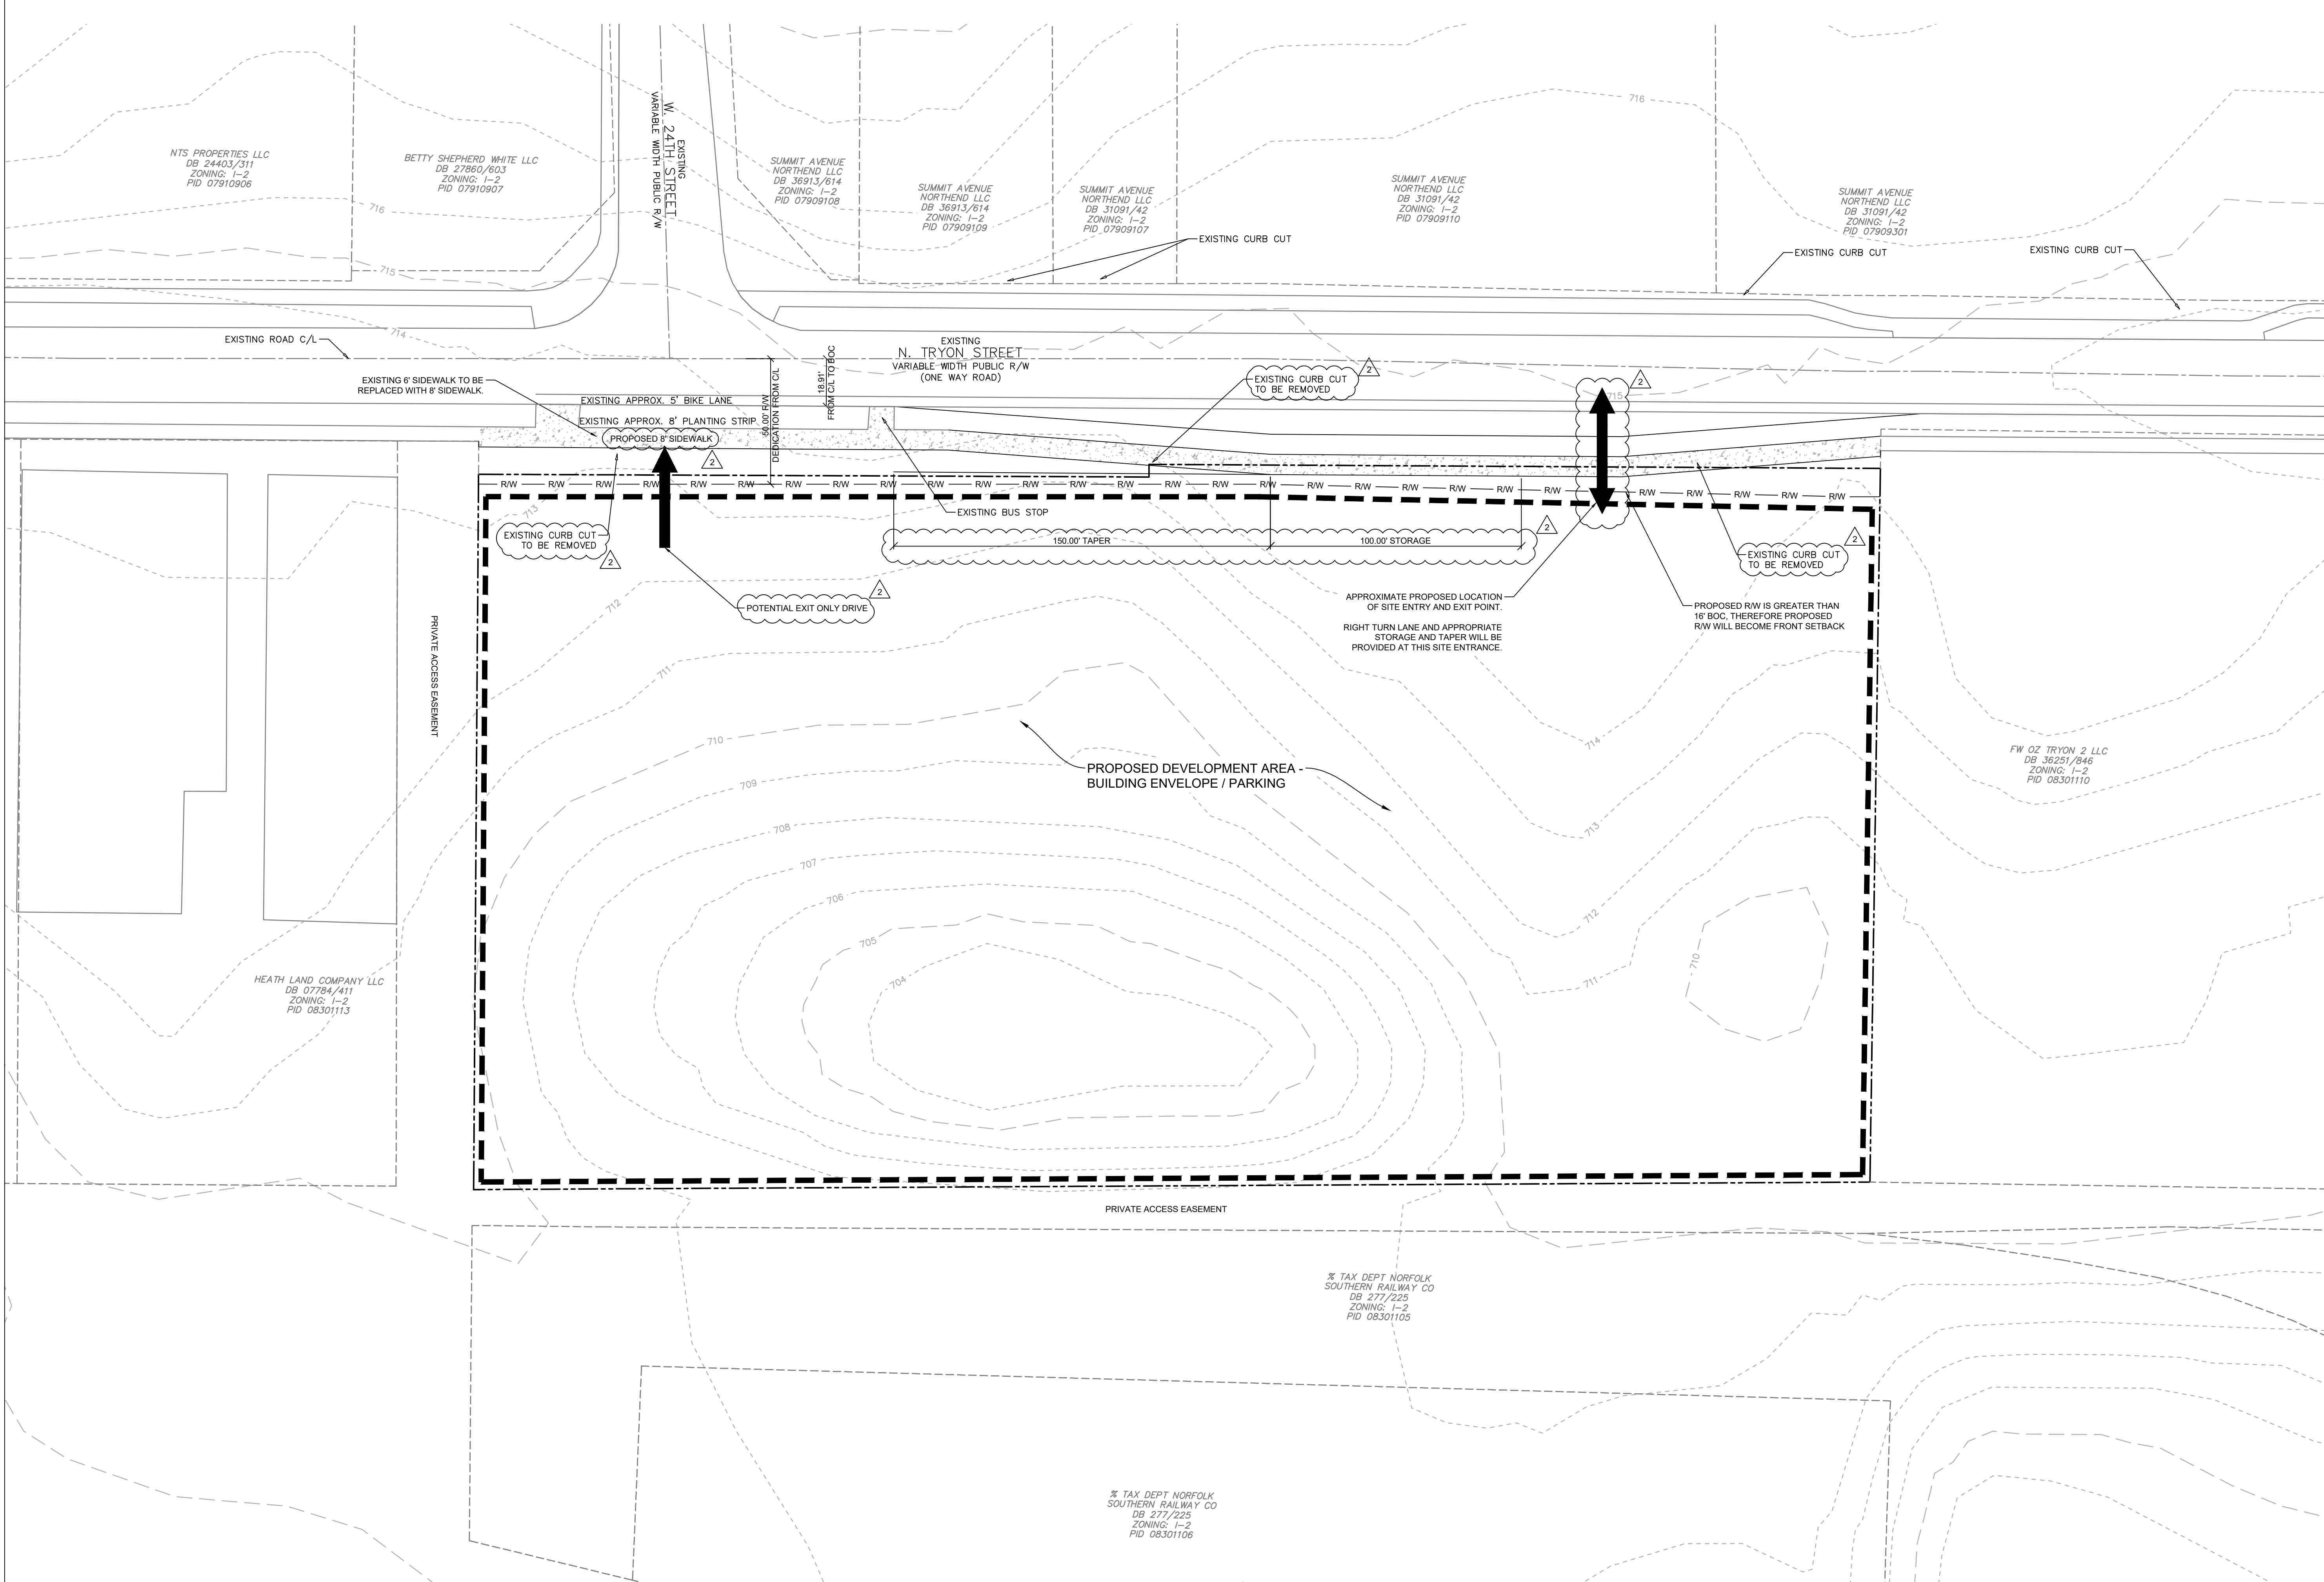 NTS PROPERTIES LLC
DB 24403/311
ZONING: I-2
PID 07910906
BETTY SHEPHERD WHITE LLC
DB 27860/603
ZONING: I-2
PID 07910907
EXISTING
W. 24TH STREET
VARIABLE WIDTH PUBLIC R/W
SUMMIT AVENUE
NORTHEND LLC
DB 36913/614
ZONING: I-2
PID 07909108
SUMMIT AVENUE
NORTHEND LLC
DB 36913/614
ZONING: I-2
PID 07909109
SUMMIT AVENUE
NORTHEND LLC
DB 31091/42
ZONING: I-2
PID 07909107
SUMMIT AVENUE
NORTHEND LLC
DB 31091/42
ZONING: I-2
PID 07909110
SUMMIT AVENUE
NORTHEND LLC
DB 31091/42
ZONING: I-2
PID 07909301
716
716
715
714
EXISTING CURB CUT
EXISTING CURB CUT
EXISTING CURB CUT
EXISTING ROAD C/L
EXISTING
N. TRYON STREET
VARIABLE WIDTH PUBLIC R/W
(ONE WAY ROAD)
EXISTING 6' SIDEWALK TO BE
REPLACED WITH 8' SIDEWALK.
EXISTING APPROX. 5' BIKE LANE
EXISTING APPROX. 8' PLANTING STRIP
PROPOSED 8' SIDEWALK
2
50.00' R/W
DEDICATION FROM C/L
18.91'
FROM C/L TO BOC
EXISTING CURB CUT
TO BE REMOVED
2
715
2
R/W R/W R/W R/W R/W R/W R/W R/W R/W R/W R/W R/W R/W R/W R/W R/W R/W R/W R/W R/W R/W R/W R/W R/W R/W R/W R/W R/W R/W
713
EXISTING CURB CUT
TO BE REMOVED
2
EXISTING BUS STOP
150.00' TAPER
100.00' STORAGE
2
EXISTING CURB CUT
TO BE REMOVED
2
POTENTIAL EXIT ONLY DRIVE
2
APPROXIMATE PROPOSED LOCATION
OF SITE ENTRY AND EXIT POINT.
RIGHT TURN LANE AND APPROPRIATE
STORAGE AND TAPER WILL BE
PROVIDED AT THIS SITE ENTRANCE.
PROPOSED R/W IS GREATER THAN
16' BOC, THEREFORE PROPOSED
R/W WILL BECOME FRONT SETBACK
PRIVATE ACCESS EASEMENT
712
711
710
709
708
707
706
705
704
714
713
712
711
710
PROPOSED DEVELOPMENT AREA -
BUILDING ENVELOPE / PARKING
FW OZ TRYON 2 LLC
DB 36251/846
ZONING: I-2
PID 08301110
HEATH LAND COMPANY LLC
DB 07784/411
ZONING: I-2
PID 08301113
PRIVATE ACCESS EASEMENT
% TAX DEPT NORFOLK
SOUTHERN RAILWAY CO
DB 277/225
ZONING: I-2
PID 08301105
% TAX DEPT NORFOLK
SOUTHERN RAILWAY CO
DB 277/225
ZONING: I-2
PID 08301106